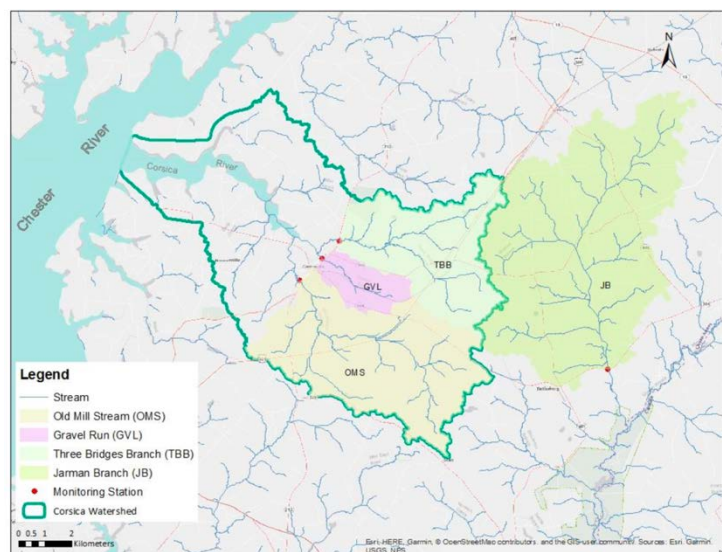 N
Chester River
Corsica River
TBB
GVL
JB
OMS
Legend
Stream
Old Mill Stream (OMS)
Gravel Run (GVL)
Three Bridges Branch (TBB)
Jarman Branch (JB)
Monitoring Station
Corsica Watershed
0 0.5 1 2
Kilometers
Esri, HERE, Garmin, © OpenStreetMap contributors, and the GIS user community Sources: Esri, Garmin,
USGS, NPS